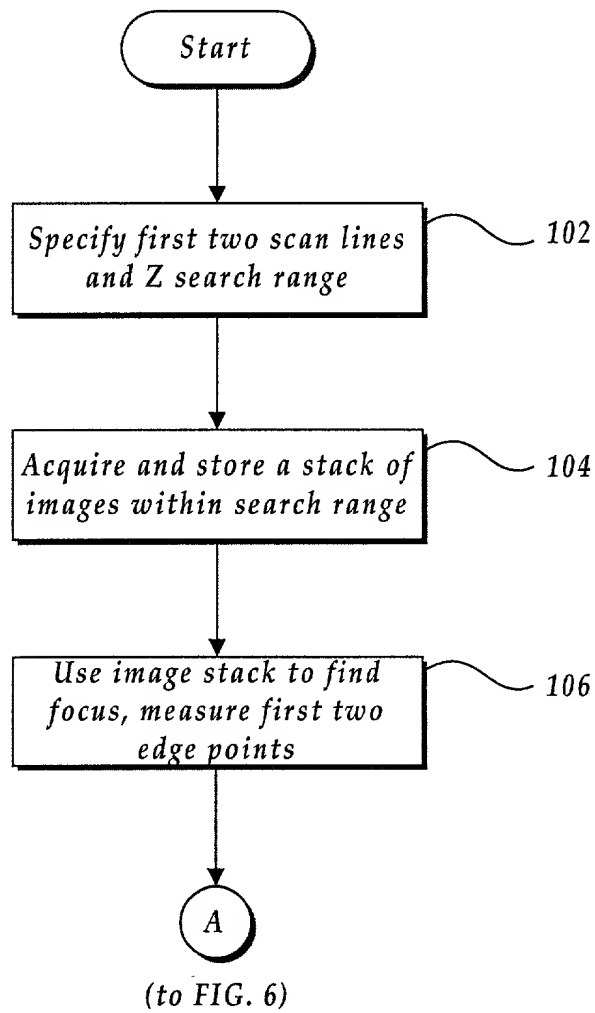 Start
Specify first two scan lines
and Z search range
102
Acquire and store a stack of
images within search range
104
Use image stack to find
focus, measure first two
edge points
106
A
(to FIG. 6)